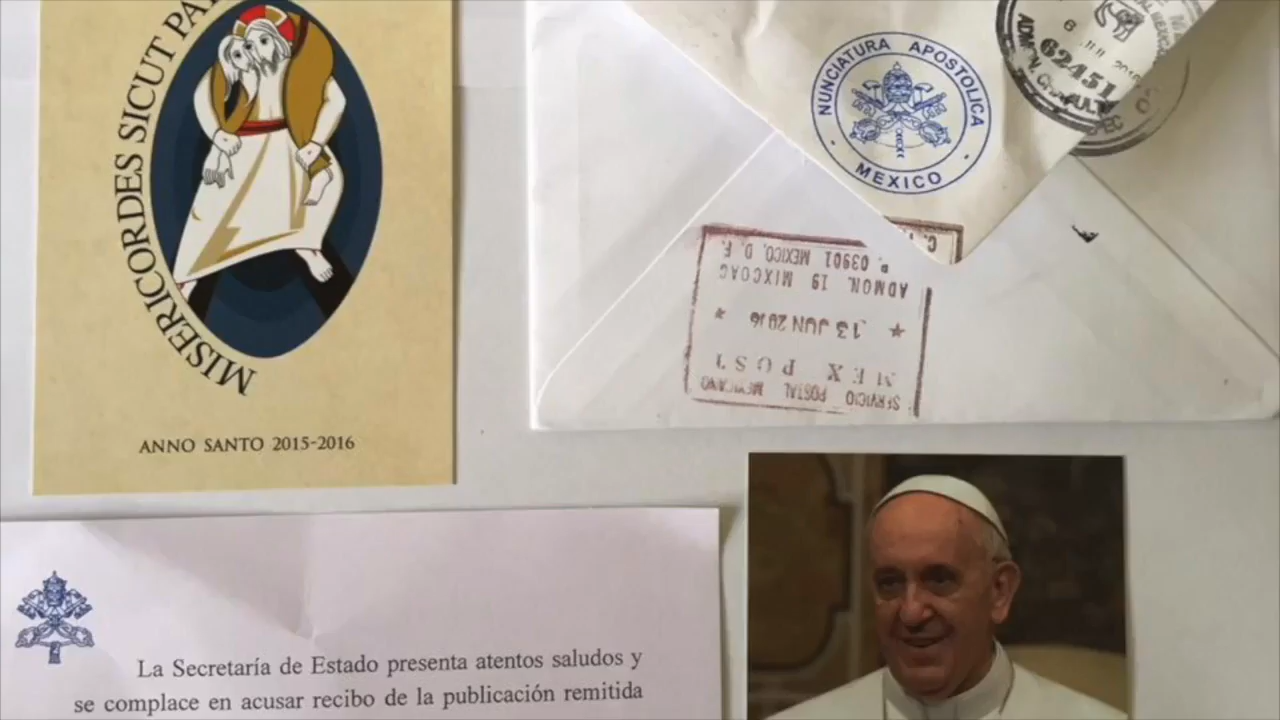 MISERICORDES SICUT PA
ANNO SANTO 2015-2016
NUNCIATURA APOSTOLICA
· MEXICO ·
62451
SERVICIO POSTAL MEXICANO
MEX POST
★ 13 JUN 2016 ★
ADMON. 19 MIXCOAC
P. 03901 MEXICO, D. F.
La Secretaría de Estado presenta atentos saludos y
se complace en acusar recibo de la publicación remitida